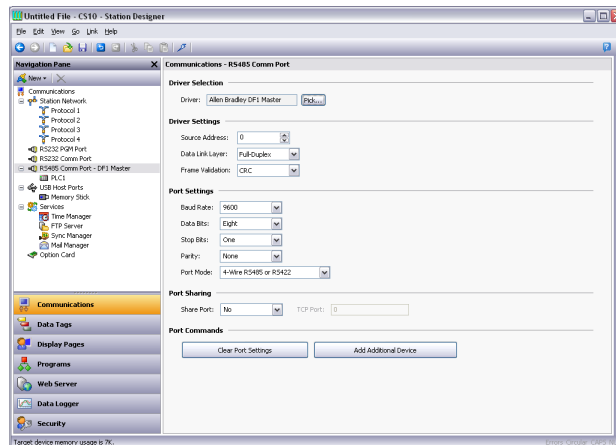 Untitled File - CS10 - Station Designer
File Edit View Go Link Help
Navigation Pane X
New
Communications
Station Network
Protocol 1
Protocol 2
Protocol 3
Protocol 4
RS232 PGM Port
RS232 Comm Port
RS485 Comm Port - DF1 Master
PLC1
USB Host Ports
Memory Stick
Services
Time Manager
FTP Server
Sync Manager
Mail Manager
Option Card
Communications
Data Tags
Display Pages
Programs
Web Server
Data Logger
Security
Communications - RS485 Comm Port
Driver Selection
Driver: Allen Bradley DF1 Master Pick...
Driver Settings
Source Address: 0
Data Link Layer: Full-Duplex
Frame Validation: CRC
Port Settings
Baud Rate: 9600
Data Bits: Eight
Stop Bits: One
Parity: None
Port Mode: 4-Wire RS485 or RS422
Port Sharing
Share Port: No TCP Port: 0
Port Commands
Clear Port Settings Add Additional Device
Target device memory usage is 7K.
Errors Circular CAPS